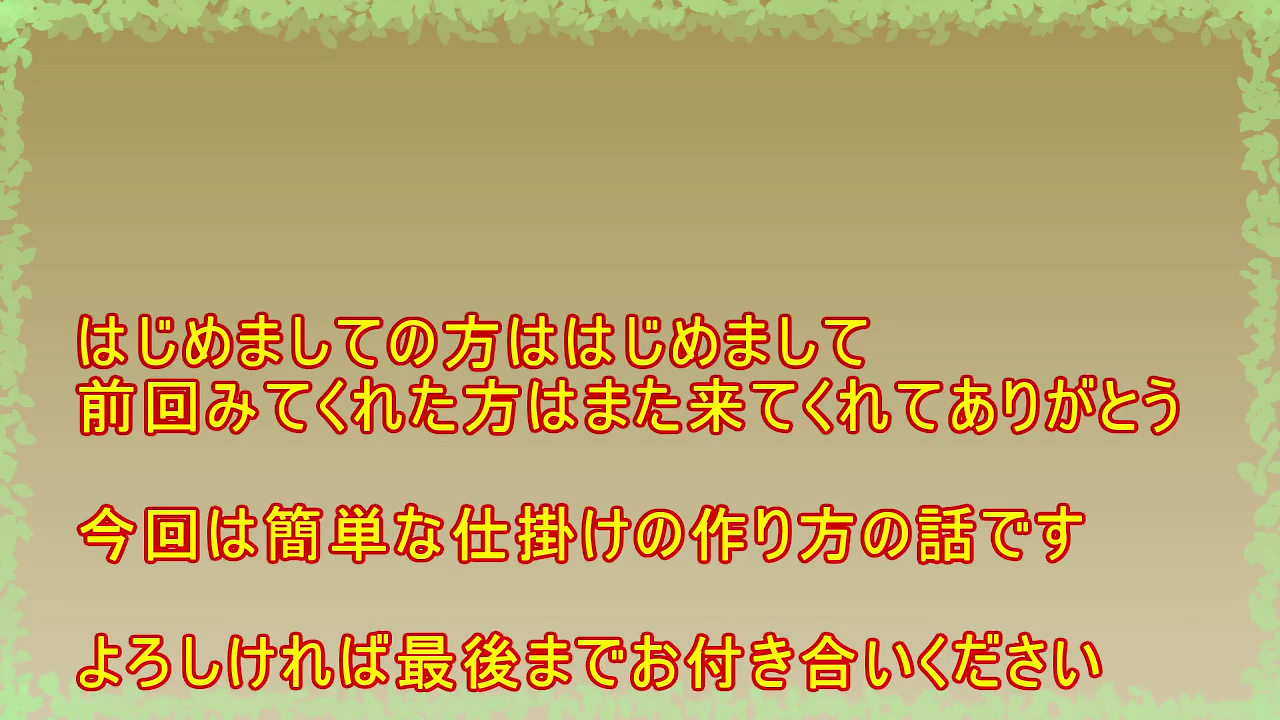 はじめましての方ははじめまして
前回みてくれた方はまた来てくれてありがとう
今回は簡単な仕掛けの作り方の話です
よろしければ最後までお付き合いください